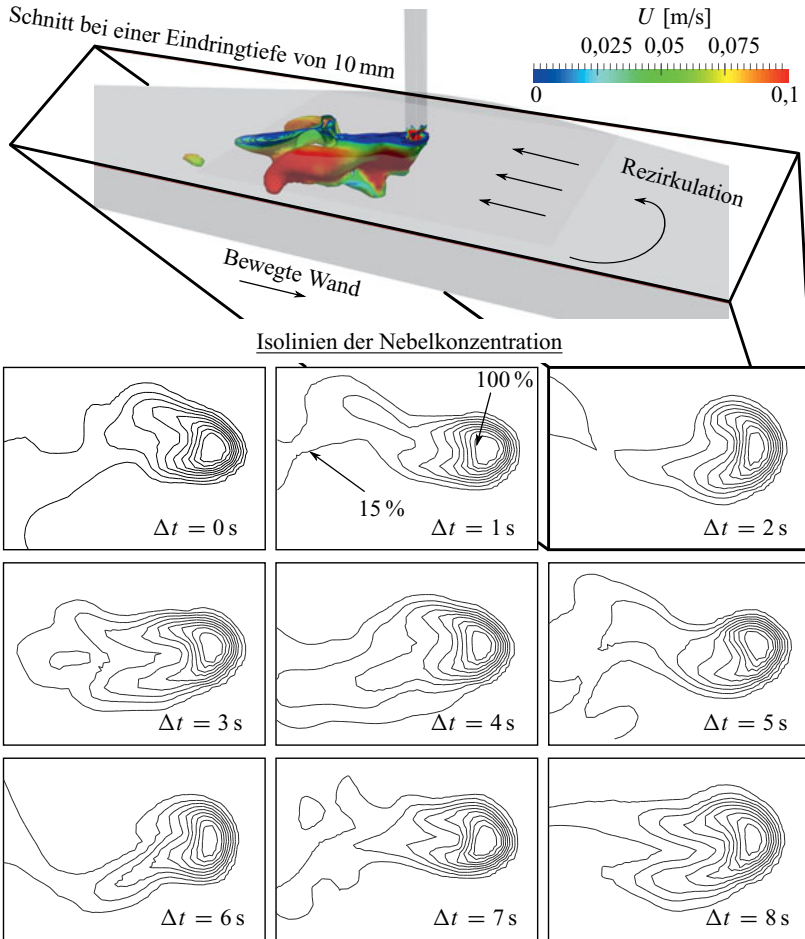 Schnitt bei einer Eindringtiefe von 10 mm
U [m/s]
0,025 0,05 0,075
0 0,1
Rezirkulation
Bewegte Wand
Isolinien der Nebelkonzentration
100 %
15 %
Δt = 0 s
Δt = 1 s
Δt = 2 s
Δt = 3 s
Δt = 4 s
Δt = 5 s
Δt = 6 s
Δt = 7 s
Δt = 8 s